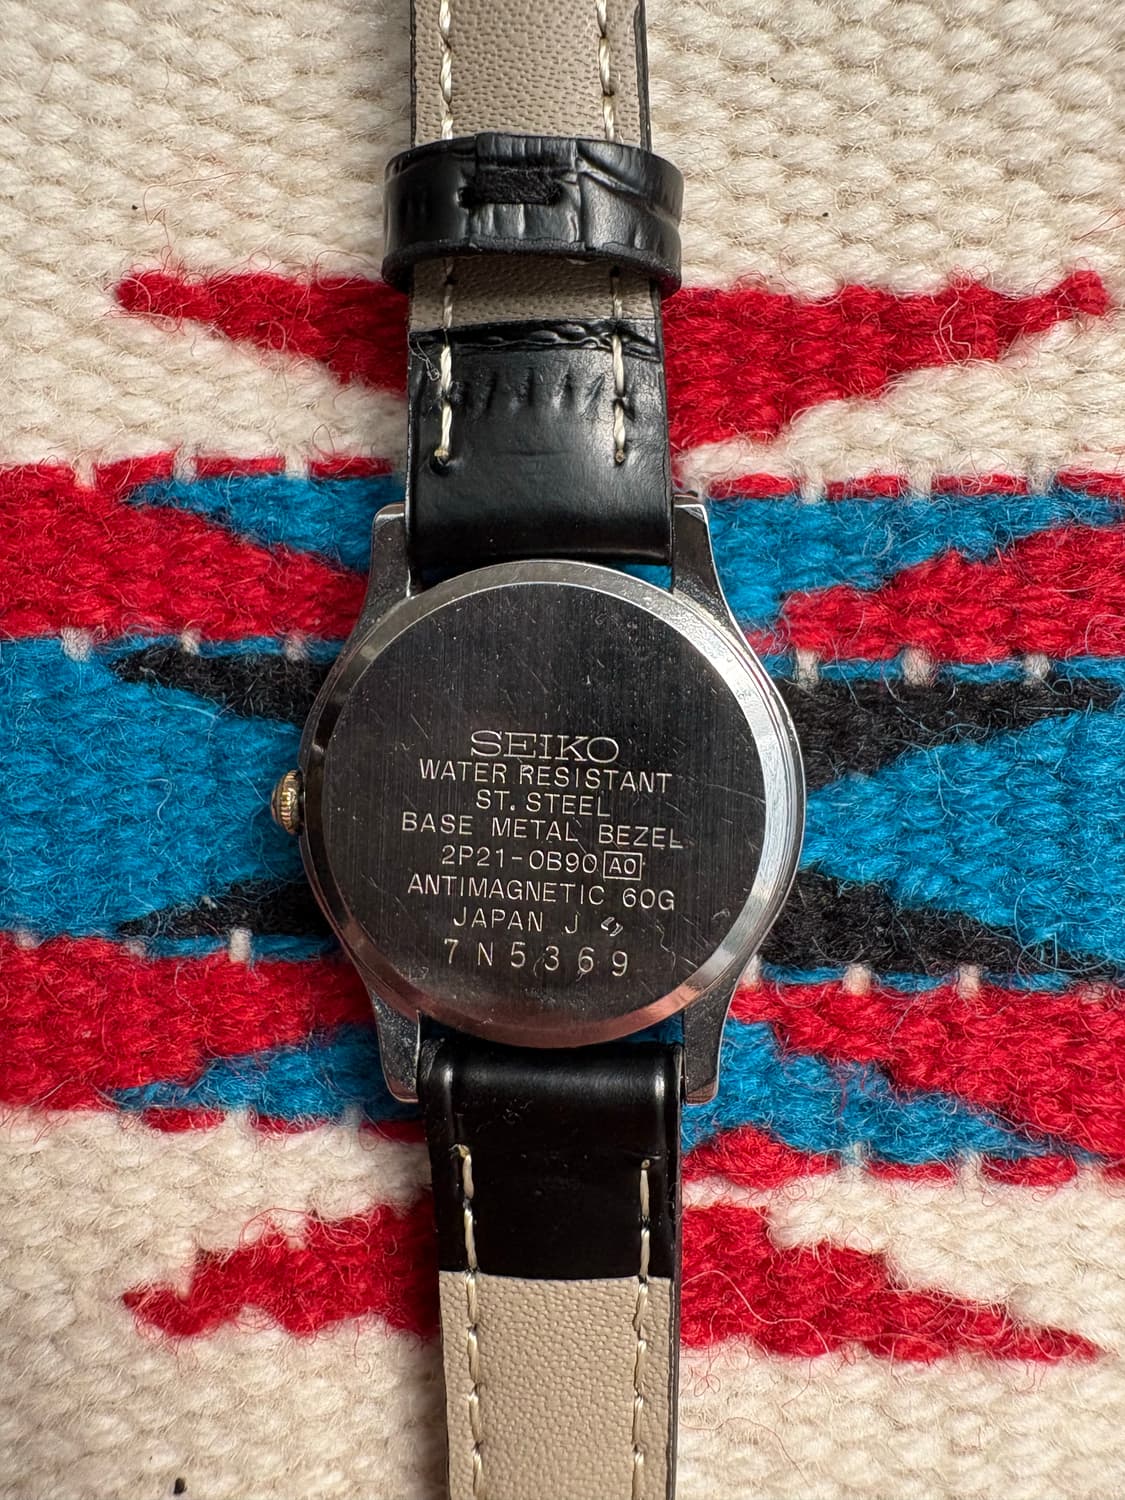 SEIKO
WATER RESISTANT
ST. STEEL
BASE METAL BEZEL
2P21-0B90 A0
ANTIMAGNETIC 60G
JAPAN J
7N5369